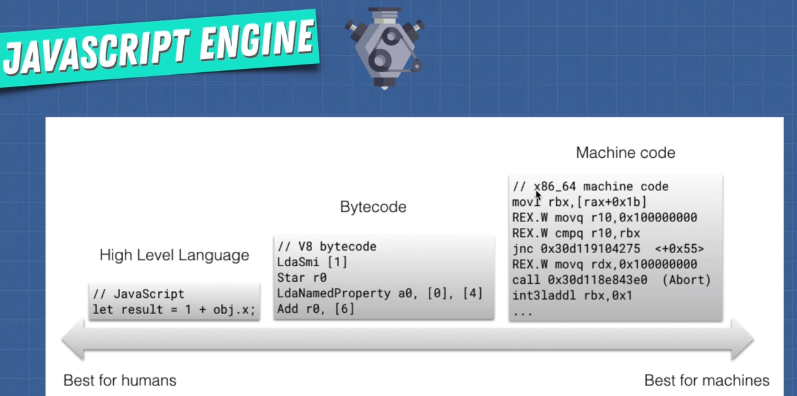 JAVASCRIPT ENGINE
Machine code
// x86_64 machine code
movl rbx,[rax+0x1b]
REX.W movq r10,0x100000000
REX.W cmpq r10,rbx
jnc 0x30d119104275 <+0x55>
REX.W movq rdx,0x100000000
call 0x30d118e843e0 (Abort)
int3laddl rbx,0x1
...
Bytecode
// V8 bytecode
LdaSmi [1]
Star r0
LdaNamedProperty a0, [0], [4]
Add r0, [6]
High Level Language
// JavaScript
let result = 1 + obj.x;
Best for humans
Best for machines